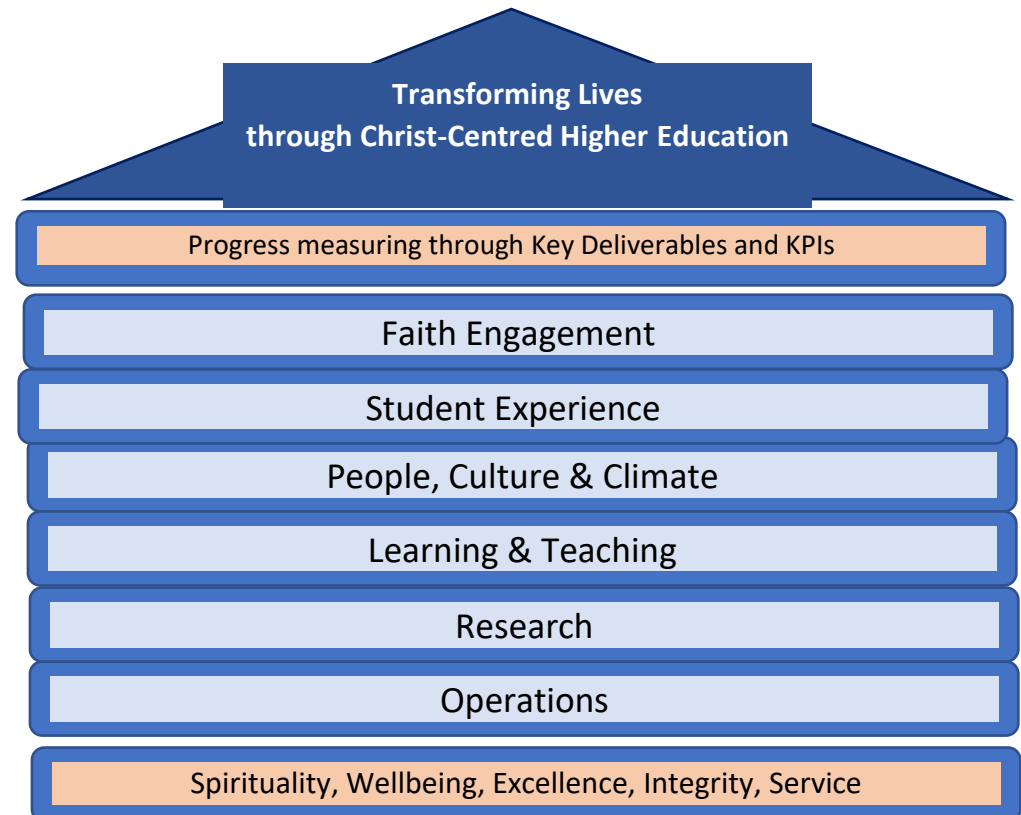 Transforming Lives
through Christ-Centred Higher Education
Progress measuring through Key Deliverables and KPIs
Faith Engagement
Student Experience
People, Culture & Climate
Learning & Teaching
Research
Operations
Spirituality, Wellbeing, Excellence, Integrity, Service